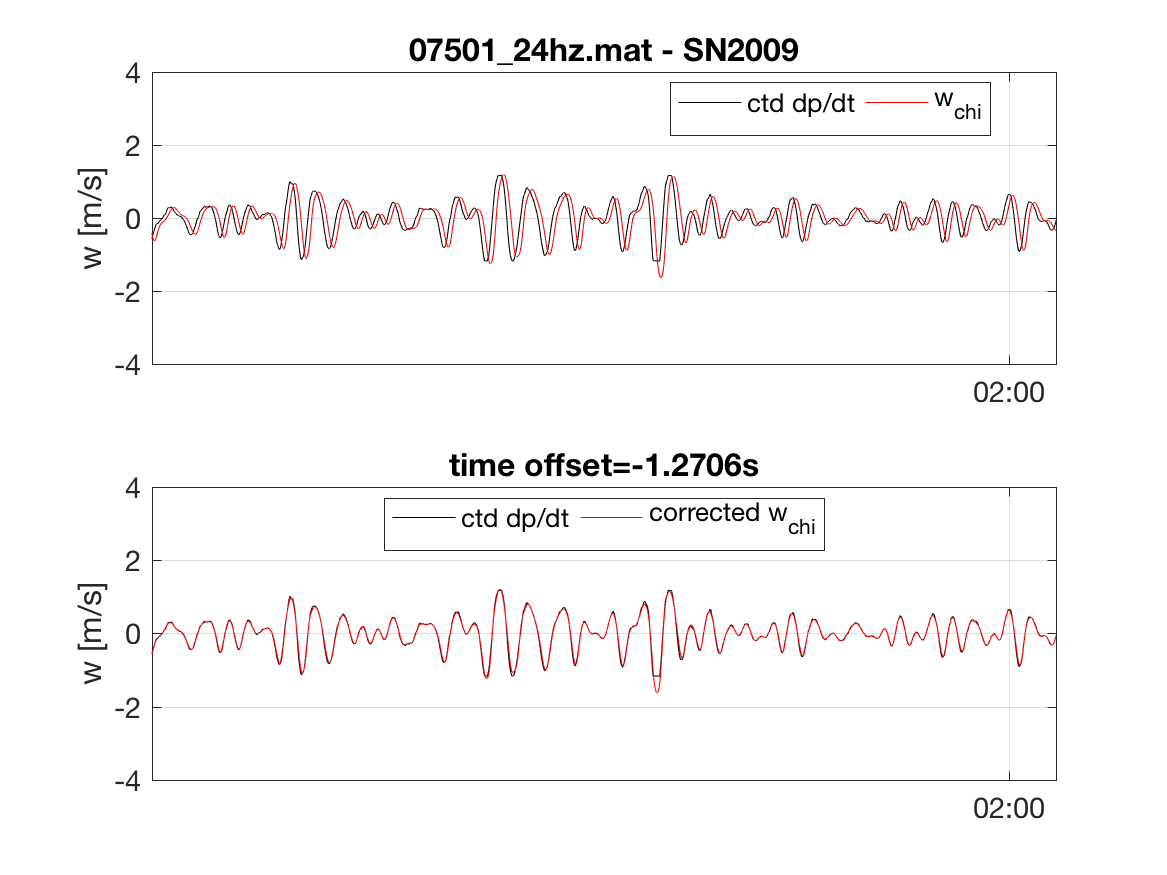 07501_24hz.mat - SN2009
ctd dp/dt w_chi
4
2
0
-2
-4
w [m/s]
02:00
time offset=-1.2706s
ctd dp/dt corrected w_chi
4
2
0
-2
-4
w [m/s]
02:00